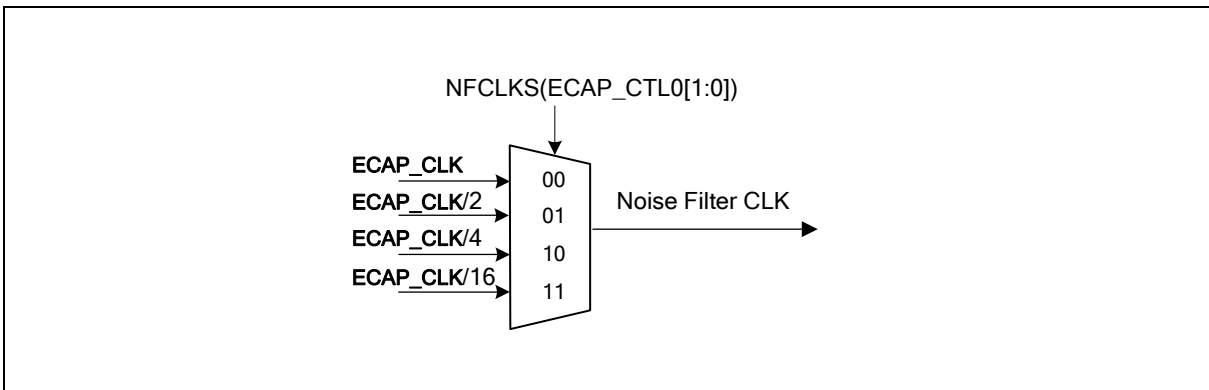 NFCLKS(ECAP_CTL0[1:0])
ECAP_CLK
00
ECAP_CLK/2
01
Noise Filter CLK
ECAP_CLK/4
10
ECAP_CLK/16
11